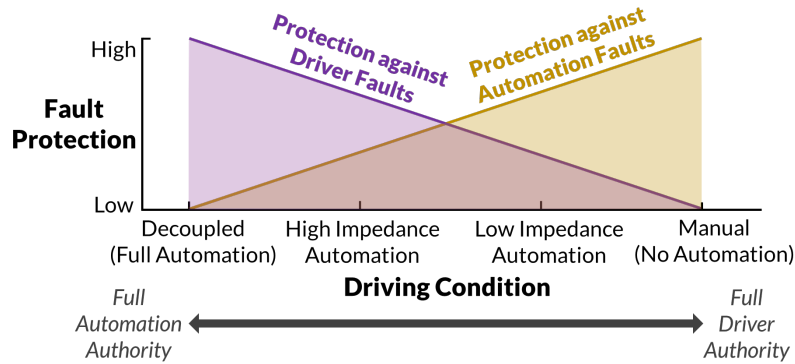 Protection against
Driver Faults
Protection against
Automation Faults
High
Fault
Protection
Low
Decoupled
(Full Automation)
High Impedance
Automation
Low Impedance
Automation
Manual
(No Automation)
Driving Condition
Full
Automation
Authority
Full
Driver
Authority